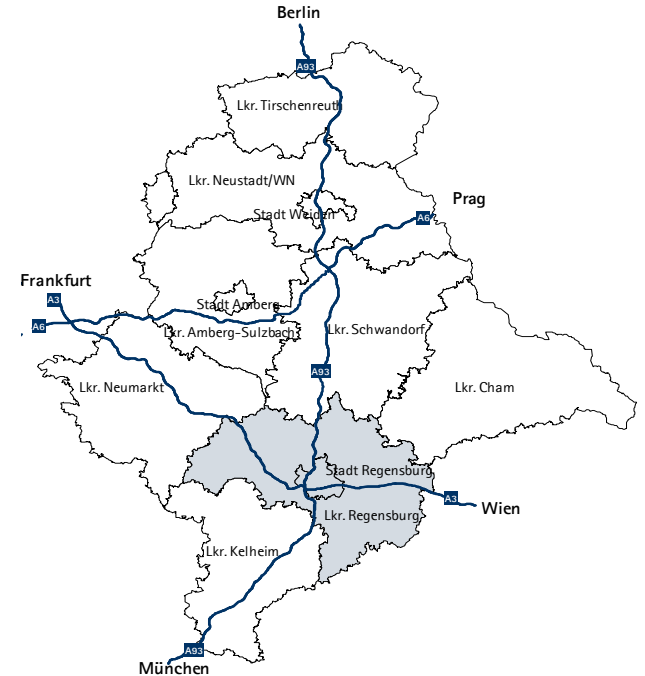 Berlin
A93
Lkr. Tirschenreuth
Lkr. Neustadt/WN
Prag
Stadt Weiden
A6
Frankfurt
A3
Stadt Amberg
A6
Lkr. Amberg-Sulzbach
Lkr. Schwandorf
A93
Lkr. Neumarkt
Lkr. Cham
Stadt Regensburg
A3
Wien
Lkr. Regensburg
Lkr. Kelheim
A93
München